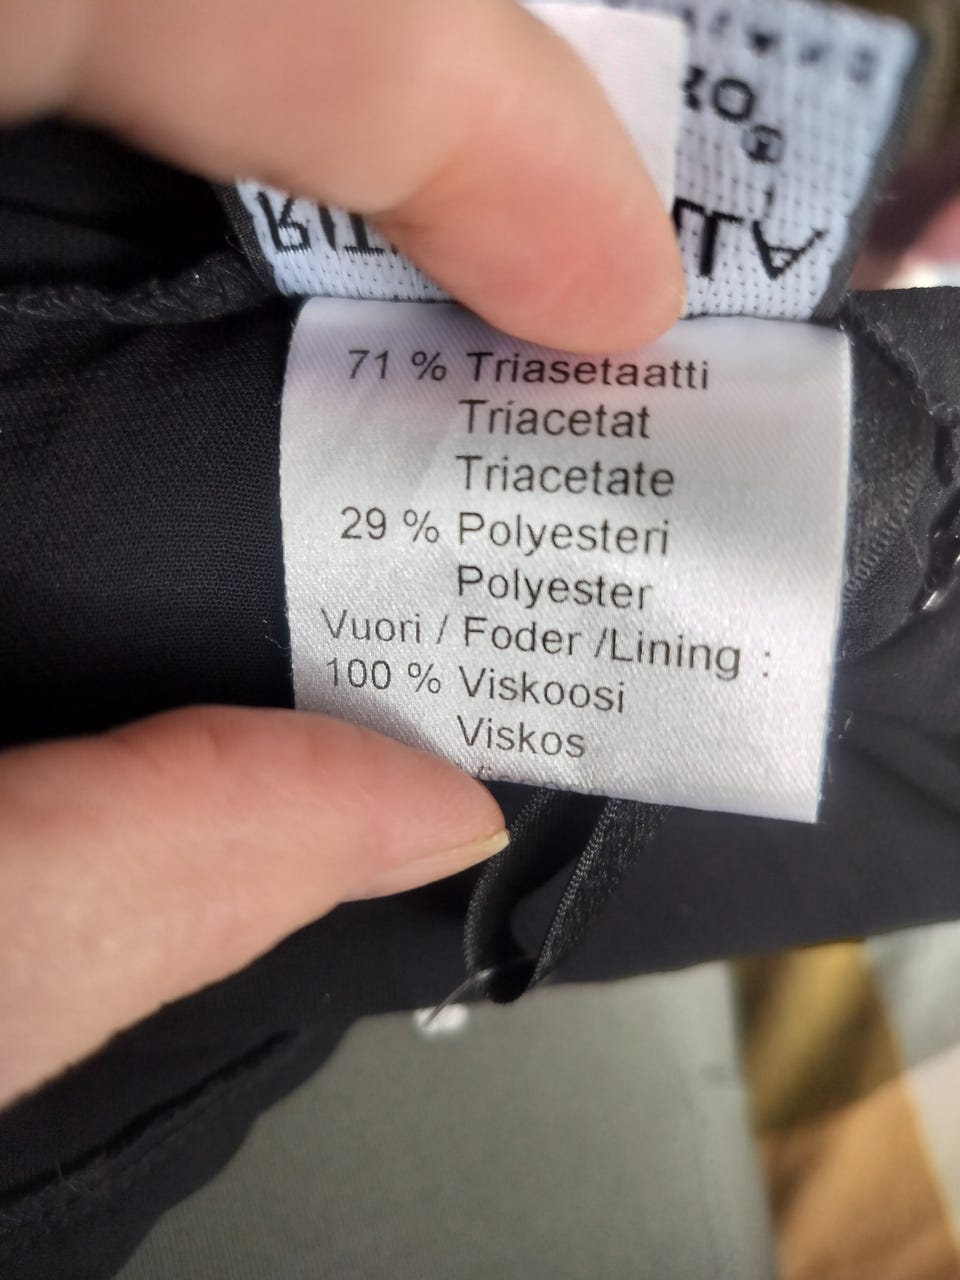 71 % Triasetaatti
Triacetat
Triacetate
29 % Polyesteri
Polyester
Vuori / Foder /Lining :
100 % Viskoosi
Viskos